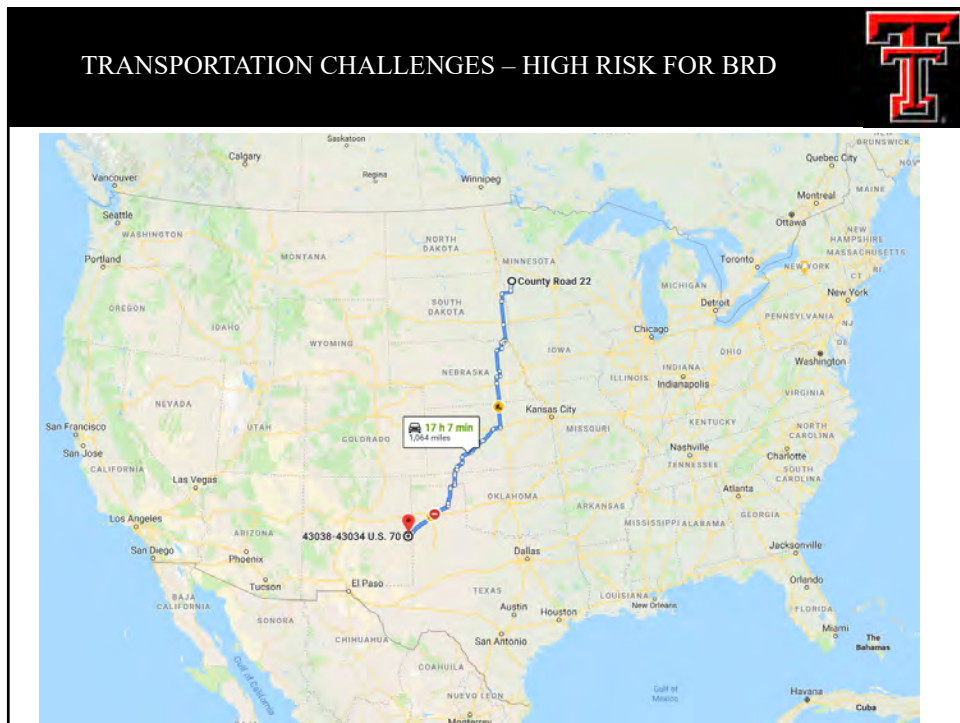 TRANSPORTATION CHALLENGES – HIGH RISK FOR BRD
Saskatoon
NEW BRUNSWICK
Calgary
Quebec City
Vancouver
Regina
Winnipeg
NOV
Montreal
MAINE
Seattle
WASHINGTON
Ottawa
NORTH DAKOTA
NEW HAMPSHIRE
Portland
MONTANA
MINNESOTA
Toronto
MASSACHUSETTS
NEW YORK
CT RI
County Road 22
MICHIGAN
OREGON
SOUTH DAKOTA
Detroit
New York
IDAHO
Chicago
PENNSYLVANIA
WYOMING
IOWA
OHIO
NJ
NEBRASKA
INDIANA
DE
ILLINOIS
Indianapolis
Washington
NEVADA
VIRGINIA
UTAH
Kansas City
San Francisco
17 h 7 min
1,064 miles
COLORADO
MISSOURI
KENTUCKY
NORTH CAROLINA
San Jose
Nashville
CALIFORNIA
TENNESSEE
Charlotte
Las Vegas
SOUTH CAROLINA
OKLAHOMA
ARKANSAS
Atlanta
Los Angeles
ARIZONA
43038-43034 U.S. 70
MISSISSIPPI
ALABAMA
GEORGIA
San Diego
Phoenix
Dallas
Jacksonville
Tucson
El Paso
BAJA CALIFORNIA
TEXAS
LOUISIANA
Orlando
SONORA
Austin
Houston
New Orleans
FLORIDA
San Antonio
Miami
The Bahamas
CHIHUAHUA
Gulf of California
COAHUILA
Gulf of Mexico
NUEVO LEON
Havana
Cuba
Monterrey